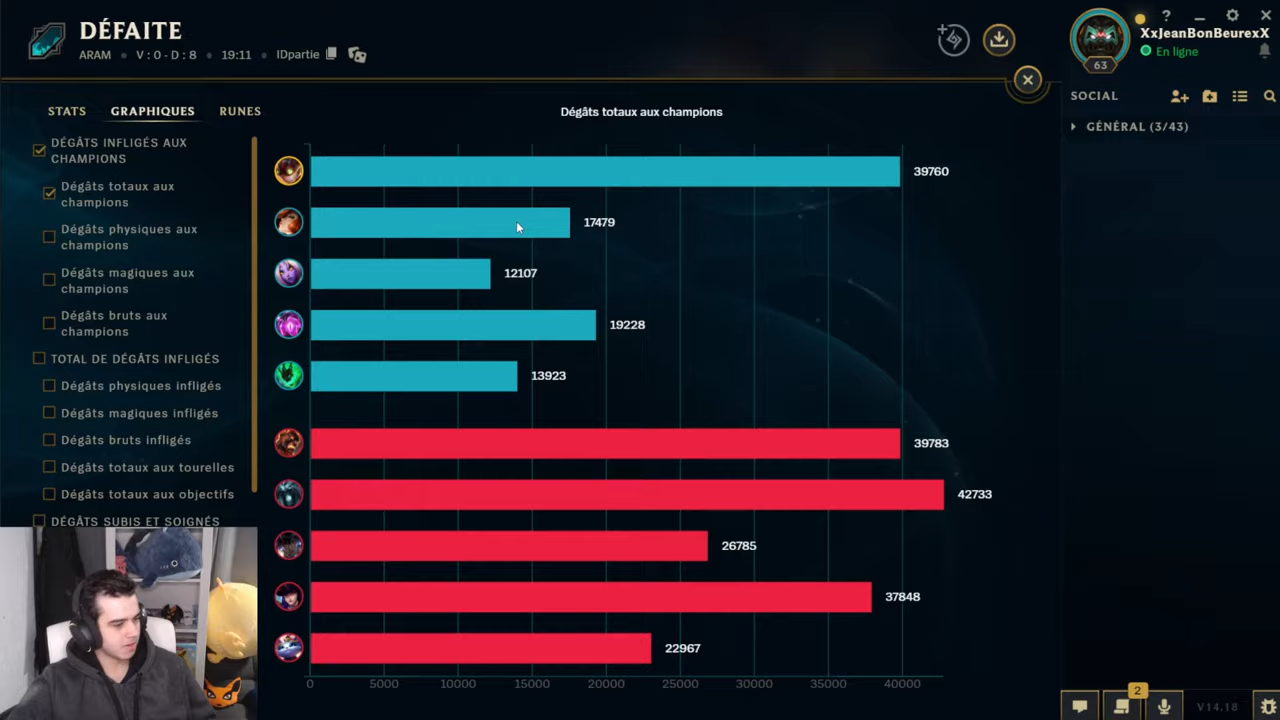 DÉFAITE
ARAM • V : 0 - D : 8 • 19:11 IDpartie
?
XxJeanBonBeurexX
En ligne
63
SOCIAL
GÉNÉRAL (3/43)
STATS GRAPHIQUES RUNES
Dégâts totaux aux champions
DÉGÂTS INFLIGÉS AUX
CHAMPIONS
Dégâts totaux aux
champions
Dégâts physiques aux
champions
Dégâts magiques aux
champions
Dégâts bruts aux
champions
TOTAL DE DÉGÂTS INFLIGÉS
Dégâts physiques infligés
Dégâts magiques infligés
Dégâts bruts infligés
Dégâts totaux aux tourelles
Dégâts totaux aux objectifs
DÉGÂTS SUBIS ET SOIGNÉS
39760
17479
12107
19228
13923
39783
42733
26785
37848
22967
0 5000 10000 15000 20000 25000 30000 35000 40000
2
V14.18